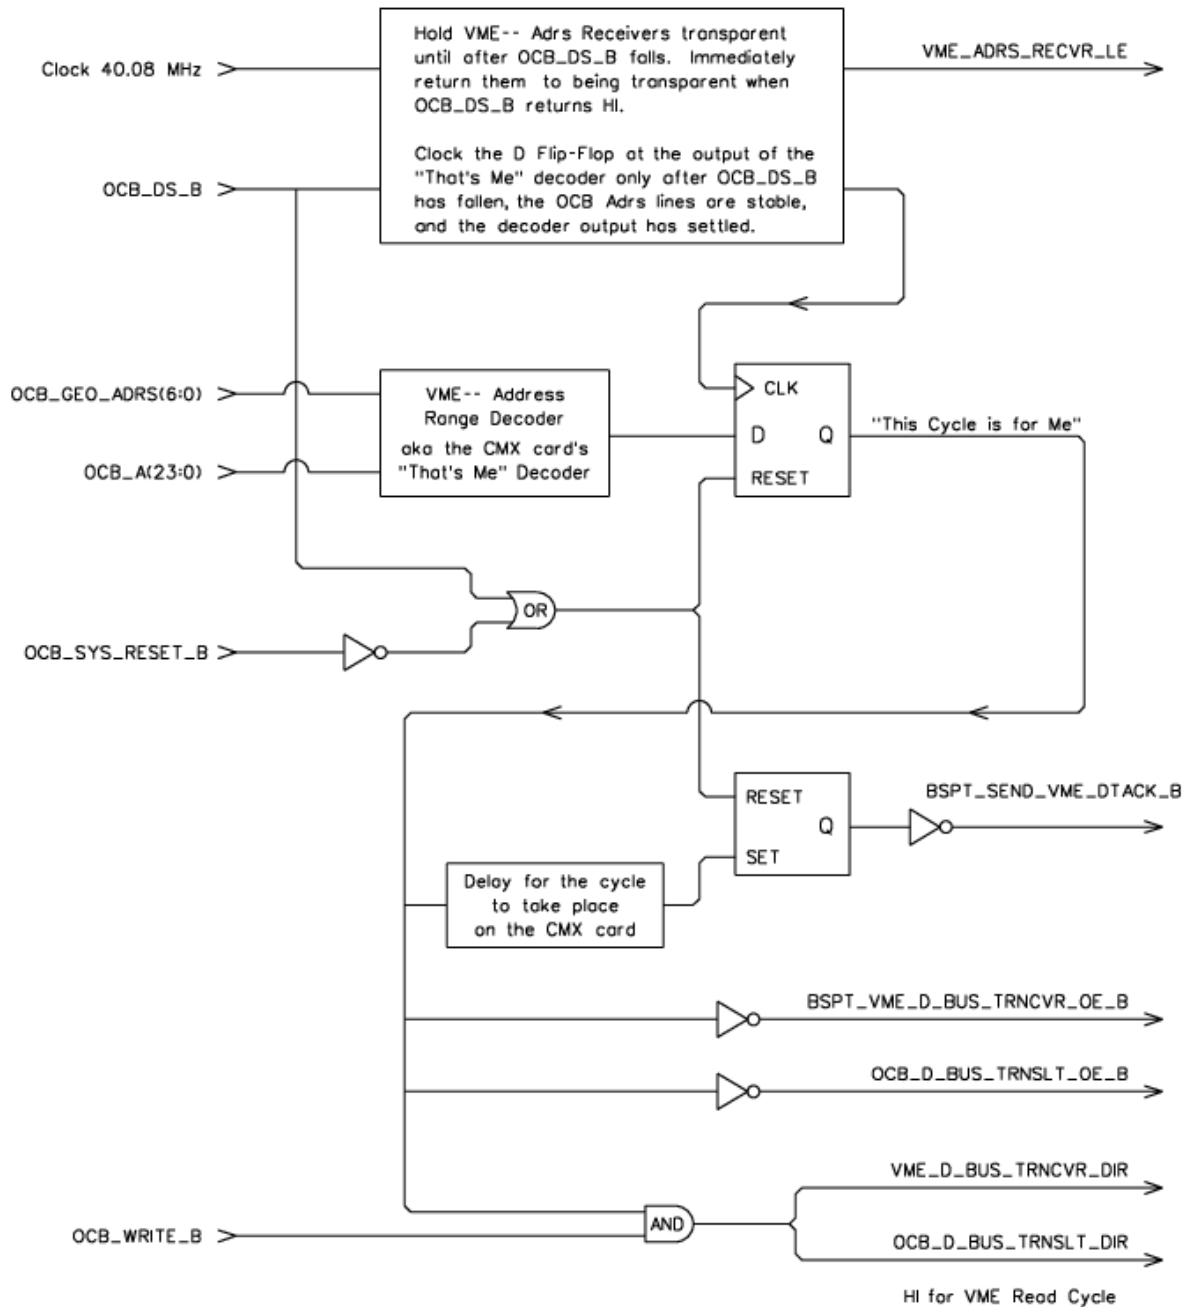 Hold VME-- Adrs Receivers transparent
until after OCB_DS_B falls. Immediately
return them to being transparent when
OCB_DS_B returns HI.
Clock the D Flip-Flop at the output of the
"That's Me" decoder only after OCB_DS_B
has fallen, the OCB Adrs lines are stable,
and the decoder output has settled.
Clock 40.08 MHz
VME_ADRS_RECVR_LE
OCB_DS_B
OCB_GEO_ADRS(6:0)
OCB_A(23:0)
VME-- Address
Range Decoder
aka the CMX card's
"That's Me" Decoder
CLK
D Q
RESET
"This Cycle is for Me"
OR
OCB_SYS_RESET_B
RESET
Q
SET
BSPT_SEND_VME_DTACK_B
Delay for the cycle
to take place
on the CMX card
BSPT_VME_D_BUS_TRNCVR_OE_B
OCB_D_BUS_TRNSLT_OE_B
VME_D_BUS_TRNCVR_DIR
OCB_WRITE_B
AND
OCB_D_BUS_TRNSLT_DIR
HI for VME Read Cycle